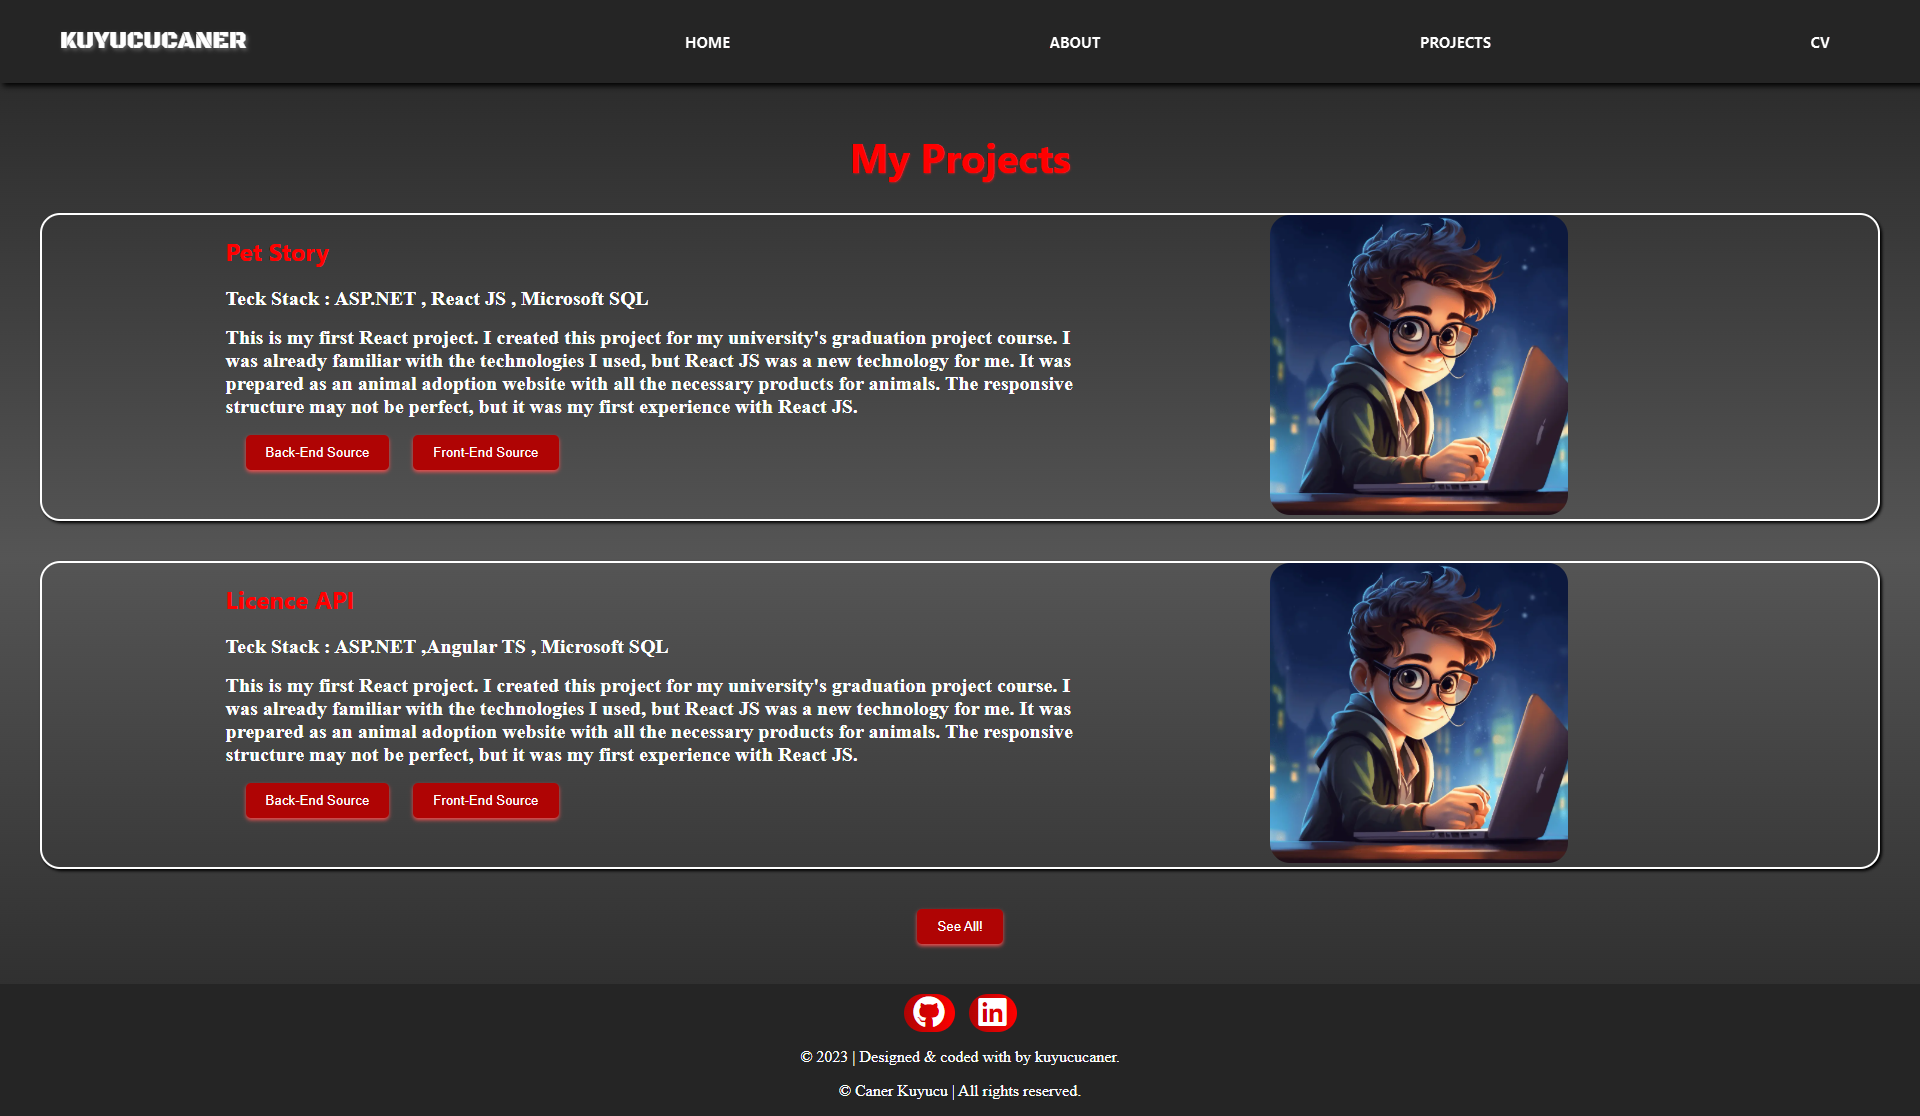 KUYUCUCANER
HOME
ABOUT
PROJECTS
CV
My Projects
Pet Story
Teck Stack : ASP.NET , React JS , Microsoft SQL
This is my first React project. I created this project for my university's graduation project course. I
was already familiar with the technologies I used, but React JS was a new technology for me. It was
prepared as an animal adoption website with all the necessary products for animals. The responsive
structure may not be perfect, but it was my first experience with React JS.
Back-End Source
Front-End Source
Licence API
Teck Stack : ASP.NET ,Angular TS , Microsoft SQL
This is my first React project. I created this project for my university's graduation project course. I
was already familiar with the technologies I used, but React JS was a new technology for me. It was
prepared as an animal adoption website with all the necessary products for animals. The responsive
structure may not be perfect, but it was my first experience with React JS.
Back-End Source
Front-End Source
See All!
in
© 2023 | Designed & coded with by kuyucucaner.
© Caner Kuyucu | All rights reserved.